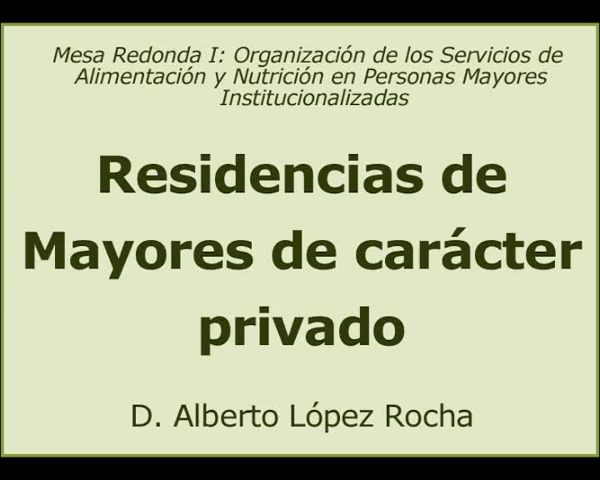 Mesa Redonda I: Organización de los Servicios de
Alimentación y Nutrición en Personas Mayores
Institucionalizadas
Residencias de
Mayores de carácter
privado
D. Alberto López Rocha